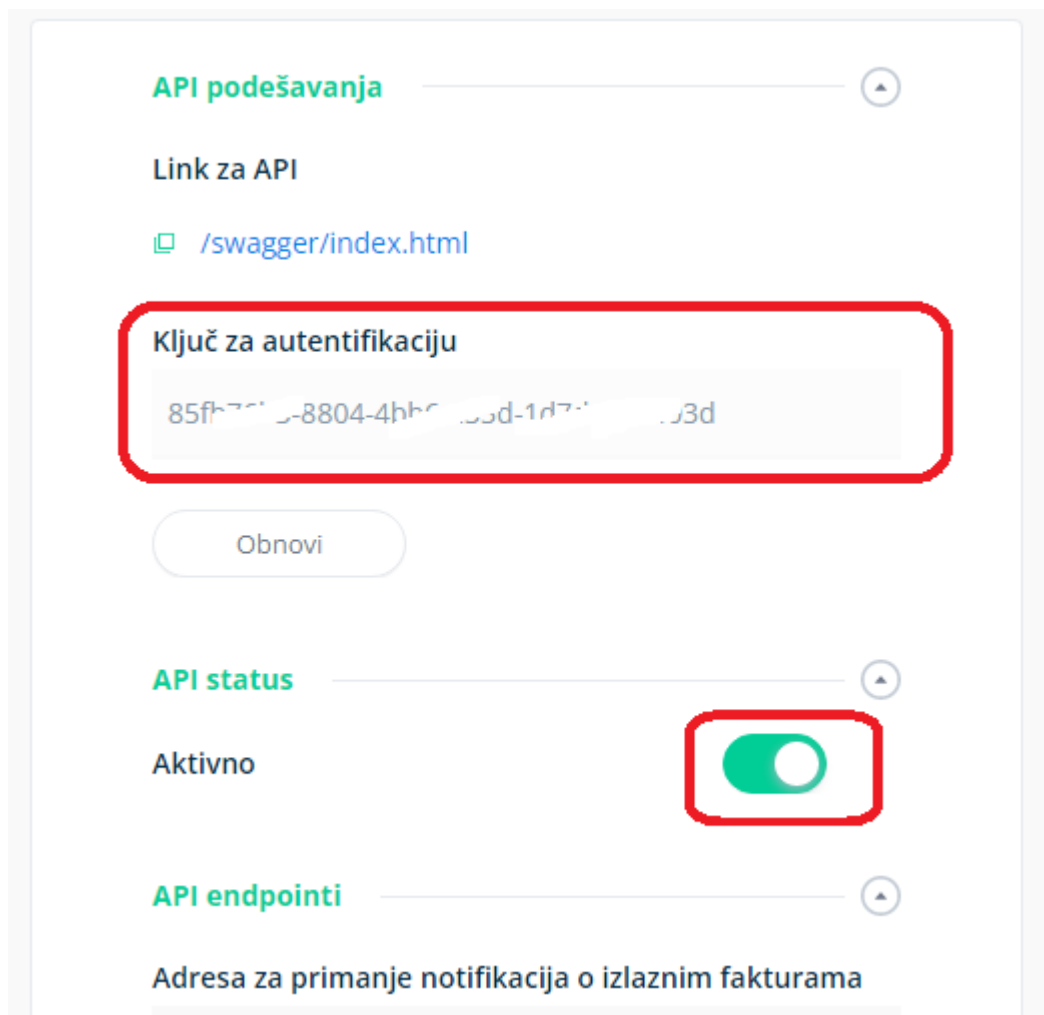 API podešavanja
Link za API
/swagger/index.html
Ključ za autentifikaciju
Obnovi
API status
Aktivno
API endpointi
Adresa za primanje notifikacija o izlaznim fakturama